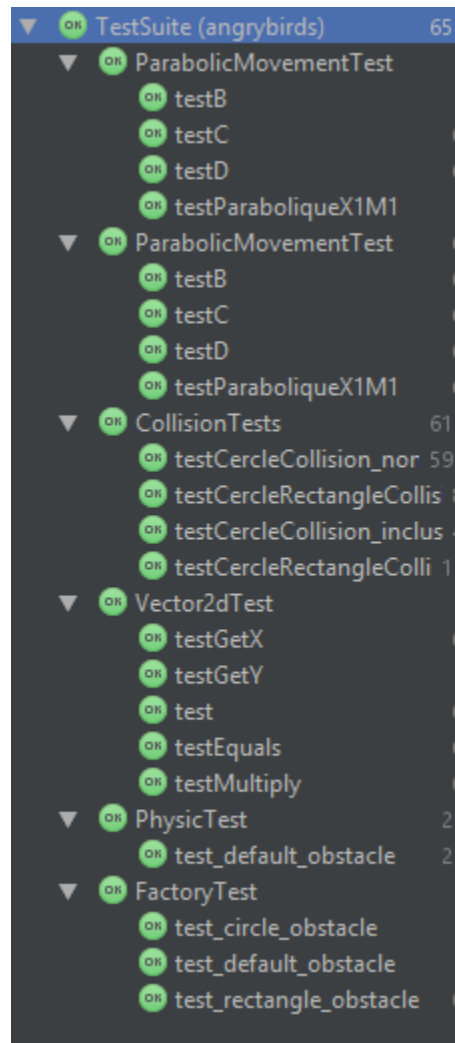 OK TestSuite (angrybirds) 65
OK ParabolicMovementTest
OK testB
OK testC
OK testD
OK testParaboliqueX1M1
OK ParabolicMovementTest
OK testB
OK testC
OK testD
OK testParaboliqueX1M1
OK CollisionTests 61
OK testCercleCollision_nor 59
OK testCercleRectangleCollis
OK testCercleCollision_inclus
OK testCercleRectangleColli 1
OK Vector2dTest
OK testGetX
OK testGetY
OK test
OK testEquals
OK testMultiply
OK PhysicTest 2
OK test_default_obstacle 2
OK FactoryTest
OK test_circle_obstacle
OK test_default_obstacle
OK test_rectangle_obstacle